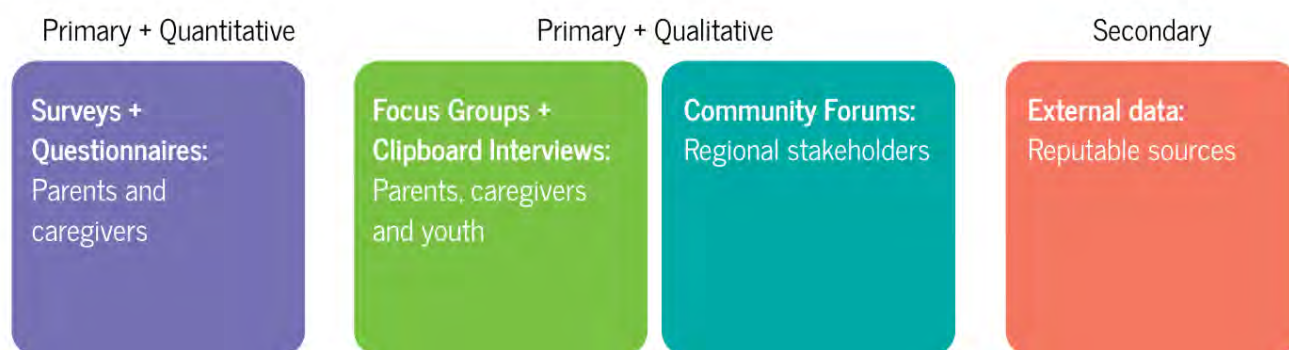 Primary + Quantitative
Primary + Qualitative
Secondary
Surveys +
Questionnaires:
Parents and
caregivers
Focus Groups +
Clipboard Interviews:
Parents, caregivers
and youth
Community Forums:
Regional stakeholders
External data:
Reputable sources